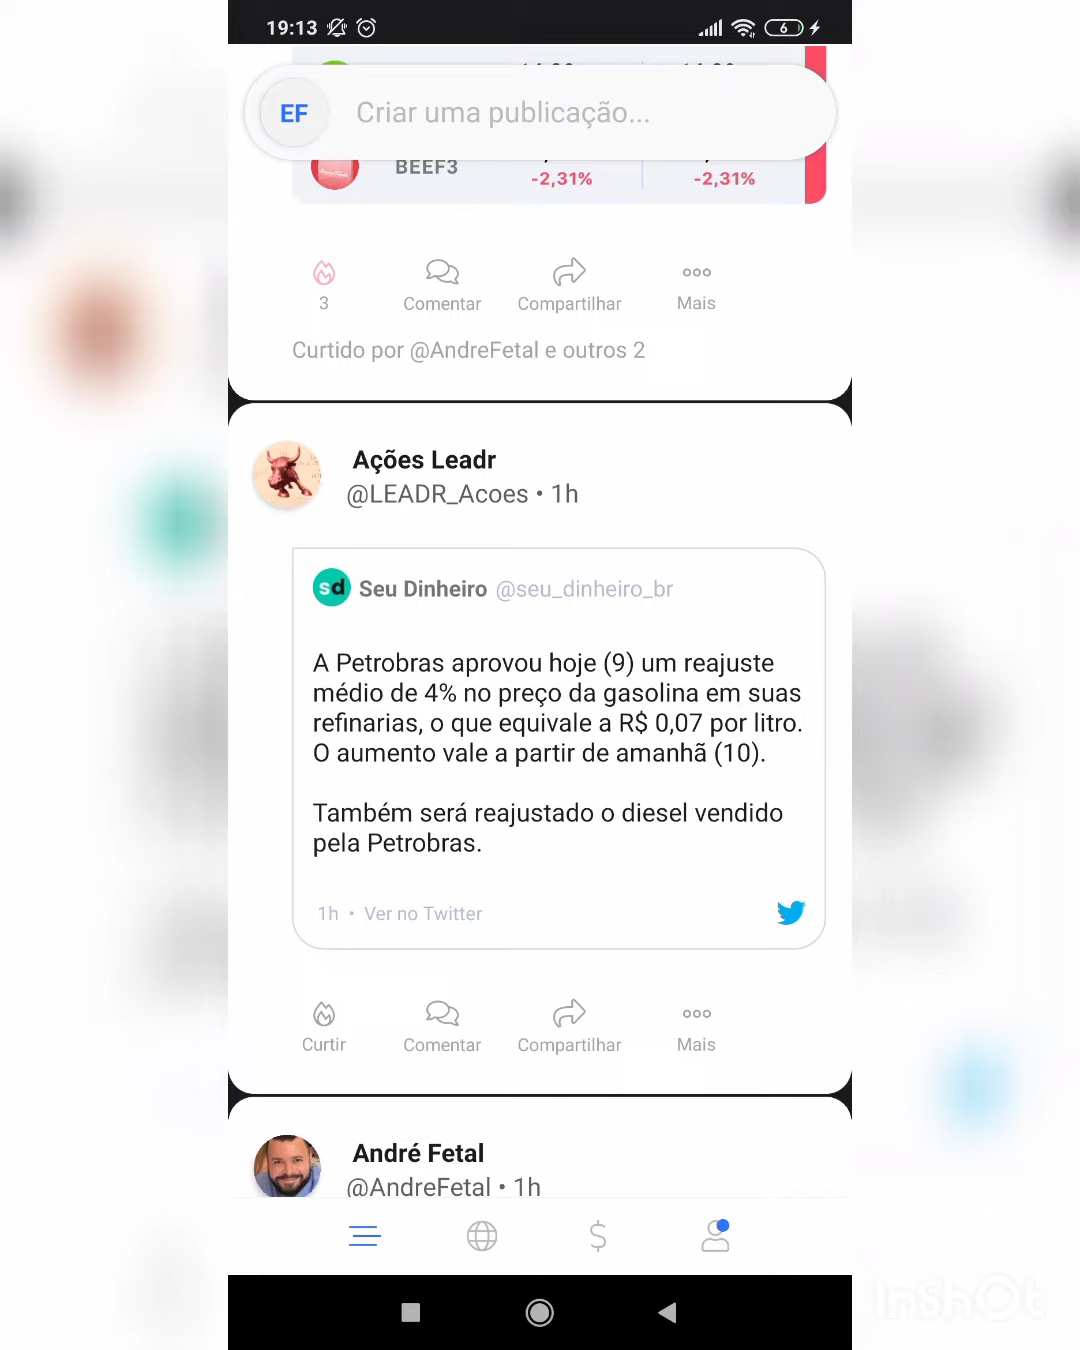 19:13
6
EF
Criar uma publicação...
BEEF3
-2,31%
-2,31%
3
Comentar
Compartilhar
Mais
Curtido por @AndreFetal e outros 2
Ações Leadr
@LEADR_Acoes • 1h
sd Seu Dinheiro @seu_dinheiro_br
A Petrobras aprovou hoje (9) um reajuste
médio de 4% no preço da gasolina em suas
refinarias, o que equivale a R$ 0,07 por litro.
O aumento vale a partir de amanhã (10).
Também será reajustado o diesel vendido
pela Petrobras.
1h • Ver no Twitter
Curtir
Comentar
Compartilhar
Mais
André Fetal
@AndreFetal • 1h
InShOt